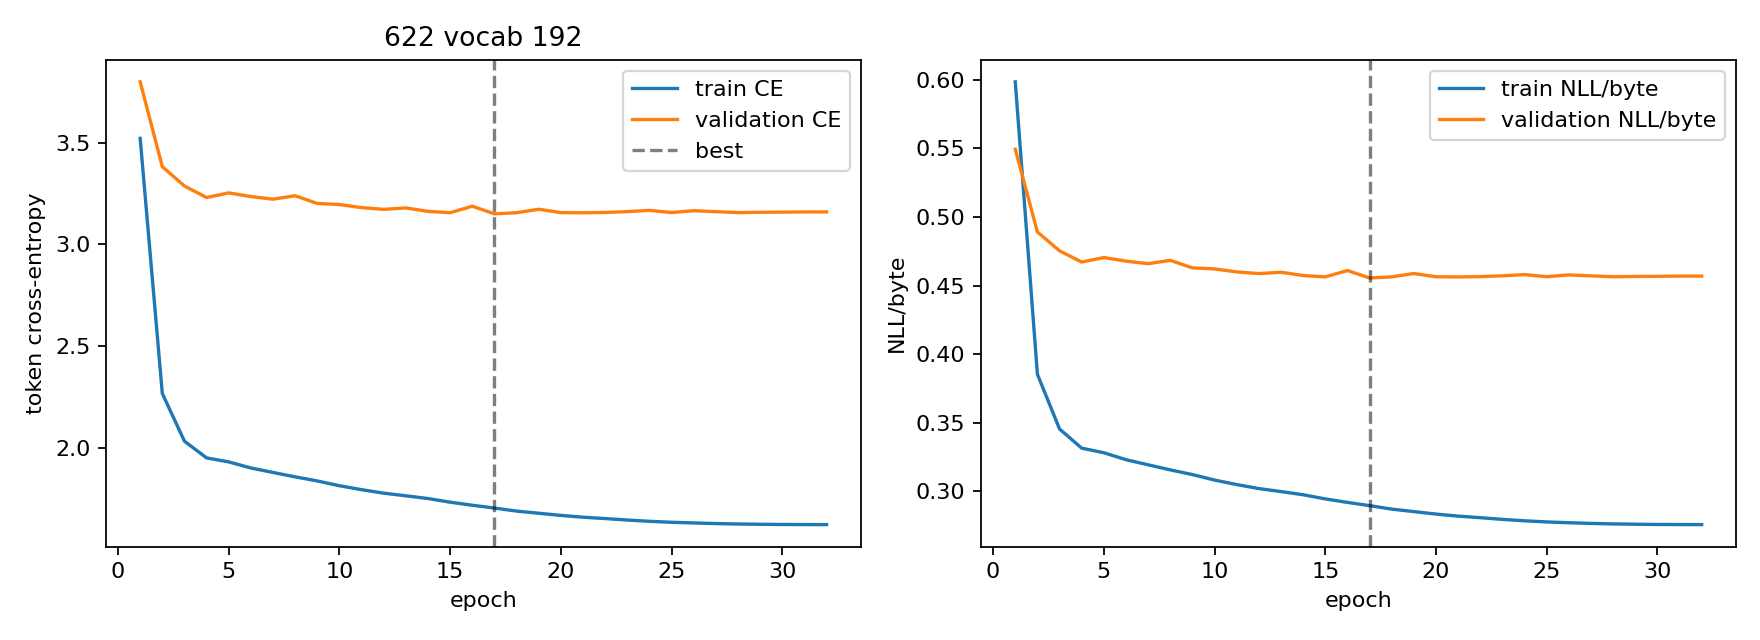 622 vocab 192
train CE
validation CE
best
3.5
3.0
2.5
2.0
token cross-entropy
0
5
10
15
20
25
30
epoch
train NLL/byte
validation NLL/byte
0.60
0.55
0.50
0.45
0.40
0.35
0.30
NLL/byte
0
5
10
15
20
25
30
epoch